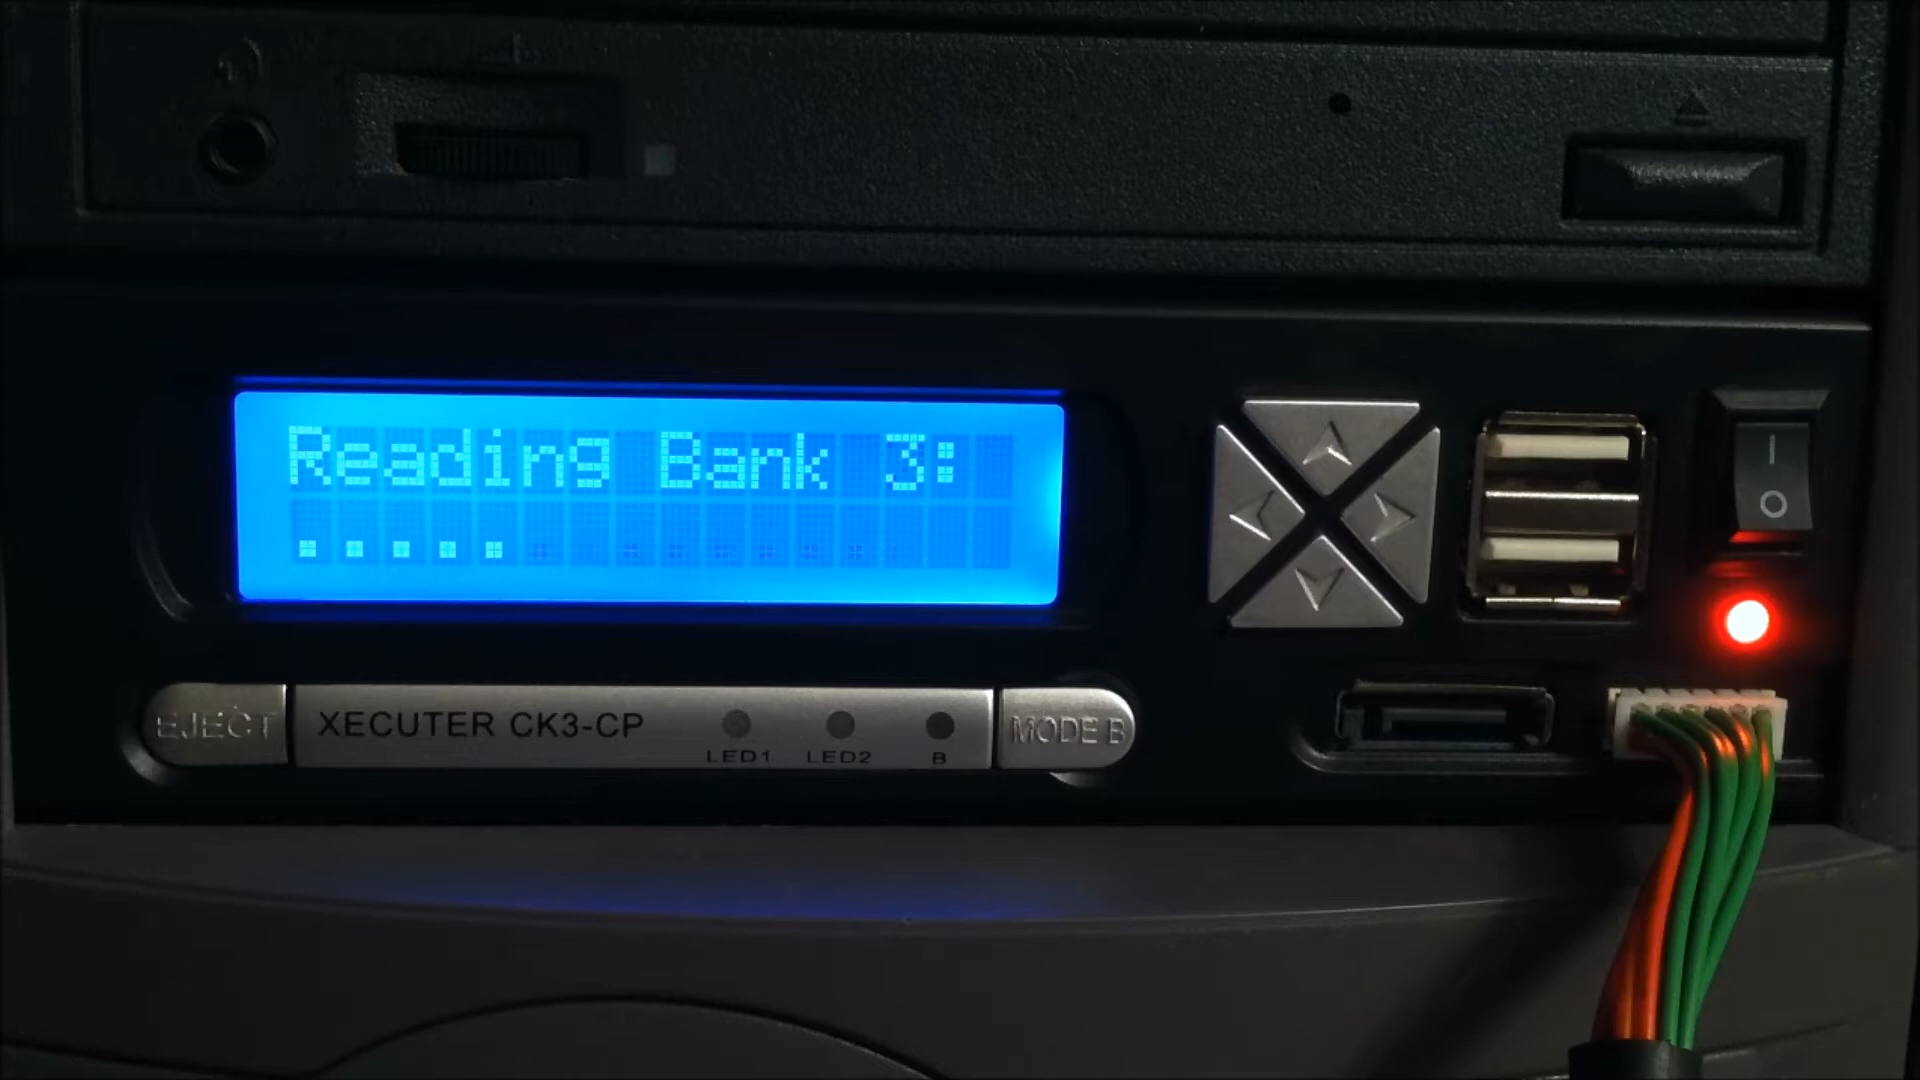 Reading Bank 3:
.....
EJECT
XECUTER CK3-CP
LED1 LED2 B
MODE B